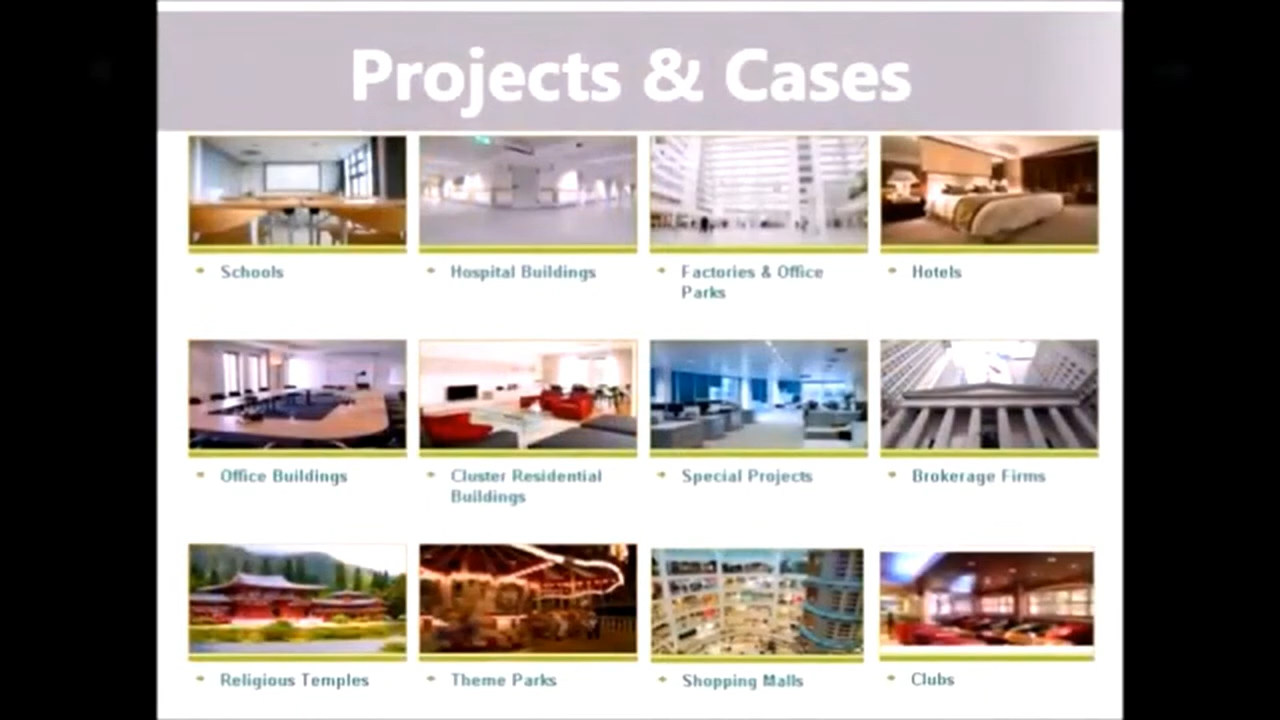 Projects & Cases
Schools
Hospital Buildings
Factories & Office
Parks
Hotels
Office Buildings
Cluster Residential
Buildings
Special Projects
Brokerage Firms
Religious Temples
Theme Parks
Shopping Malls
Clubs